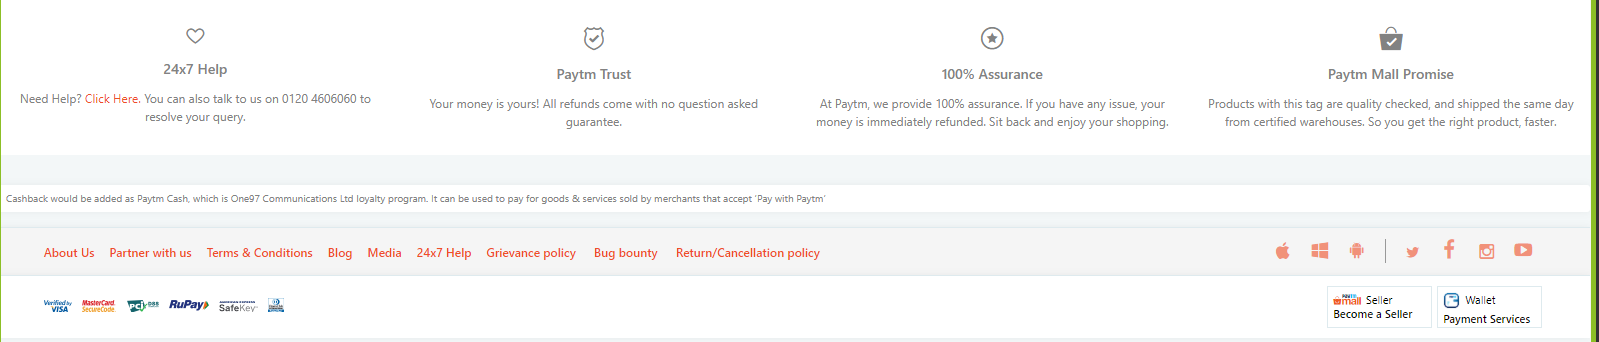 24x7 Help
Need Help? Click Here. You can also talk to us on 0120 4606060 to
resolve your query.
Paytm Trust
Your money is yours! All refunds come with no question asked
guarantee.
100% Assurance
At Paytm, we provide 100% assurance. If you have any issue, your
money is immediately refunded. Sit back and enjoy your shopping.
Paytm Mall Promise
Products with this tag are quality checked, and shipped the same day
from certified warehouses. So you get the right product, faster.
Cashback would be added as Paytm Cash, which is One97 Communications Ltd loyalty program. It can be used to pay for goods & services sold by merchants that accept 'Pay with Paytm'
About Us Partner with us Terms & Conditions Blog Media 24x7 Help Grievance policy Bug bounty Return/Cancellation policy
Verified by
VISA
MasterCard.
SecureCode.
PCI DSS
RuPay
AMERICAN EXPRESS
SafeKey
paytm
mall Seller
Become a Seller
Wallet
Payment Services